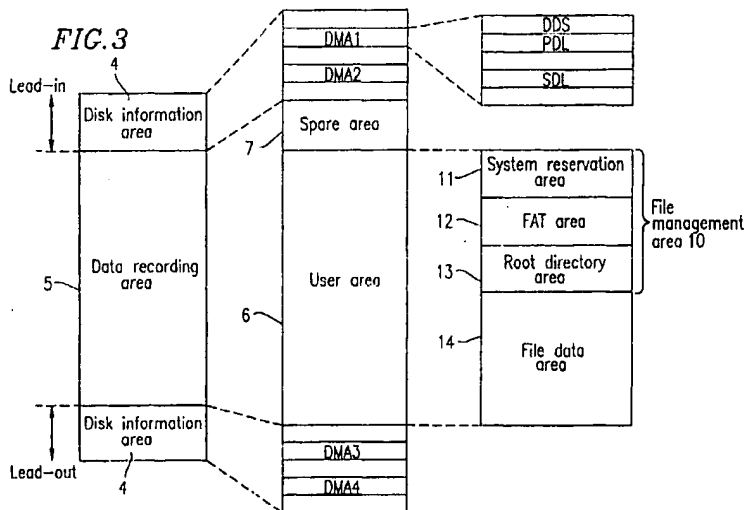 FIG.3
Lead-in
4
Disk information
area
5
Data recording
area
Disk information
area
4
Lead-out
DMA1
DMA2
Spare area
7
User area
6
DMA3
DMA4
DDS
PDL
SDL
11
System reservation
area
12
FAT area
13
Root directory
area
14
File data
area
File
management
area 10